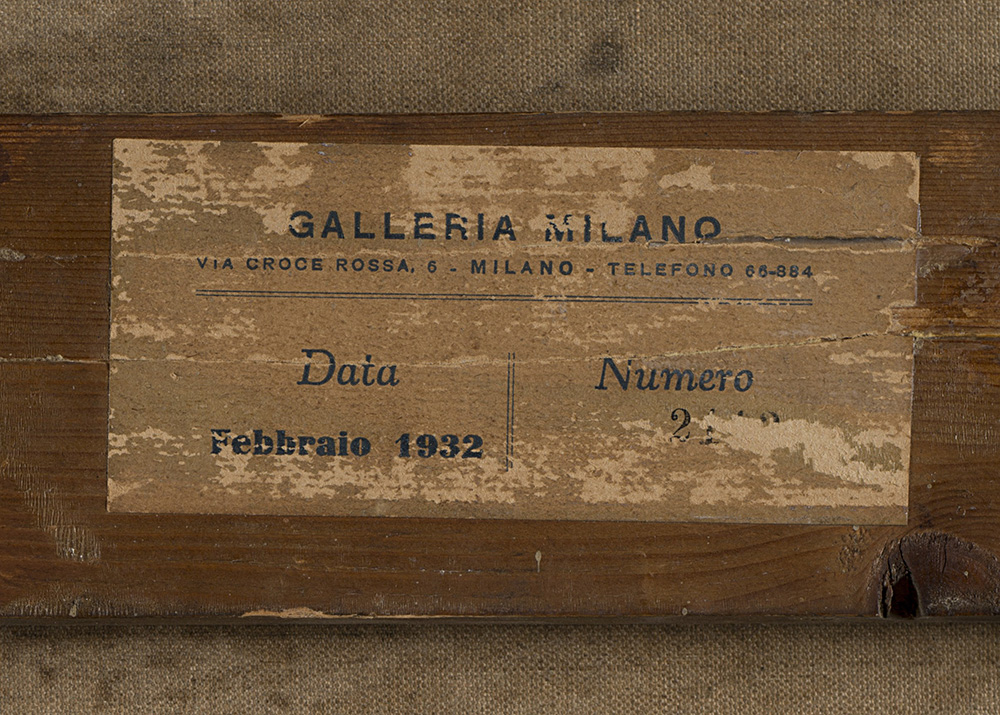 GALLERIA MILANO
VIA CROCE ROSSA, 6 - MILANO - TELEFONO 66-884
Data
Numero
Febbraio 1932